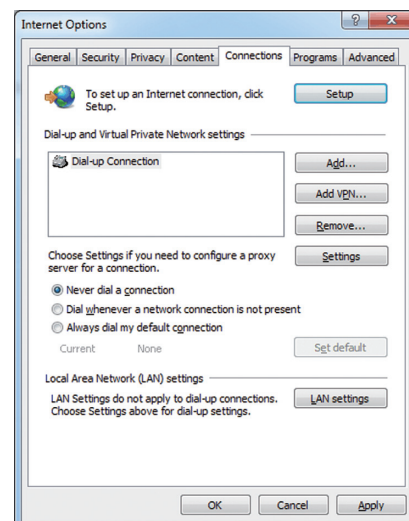 Internet Options
?
X
General Security Privacy Content Connections Programs Advanced
To set up an Internet connection, click
Setup.
Setup
Dial-up and Virtual Private Network settings
Dial-up Connection
Add...
Add VPN...
Remove...
Choose Settings if you need to configure a proxy
server for a connection.
Settings
Never dial a connection
Dial whenever a network connection is not present
Always dial my default connection
Current None
Set default
Local Area Network (LAN) settings
LAN Settings do not apply to dial-up connections.
Choose Settings above for dial-up settings.
LAN settings
OK Cancel Apply